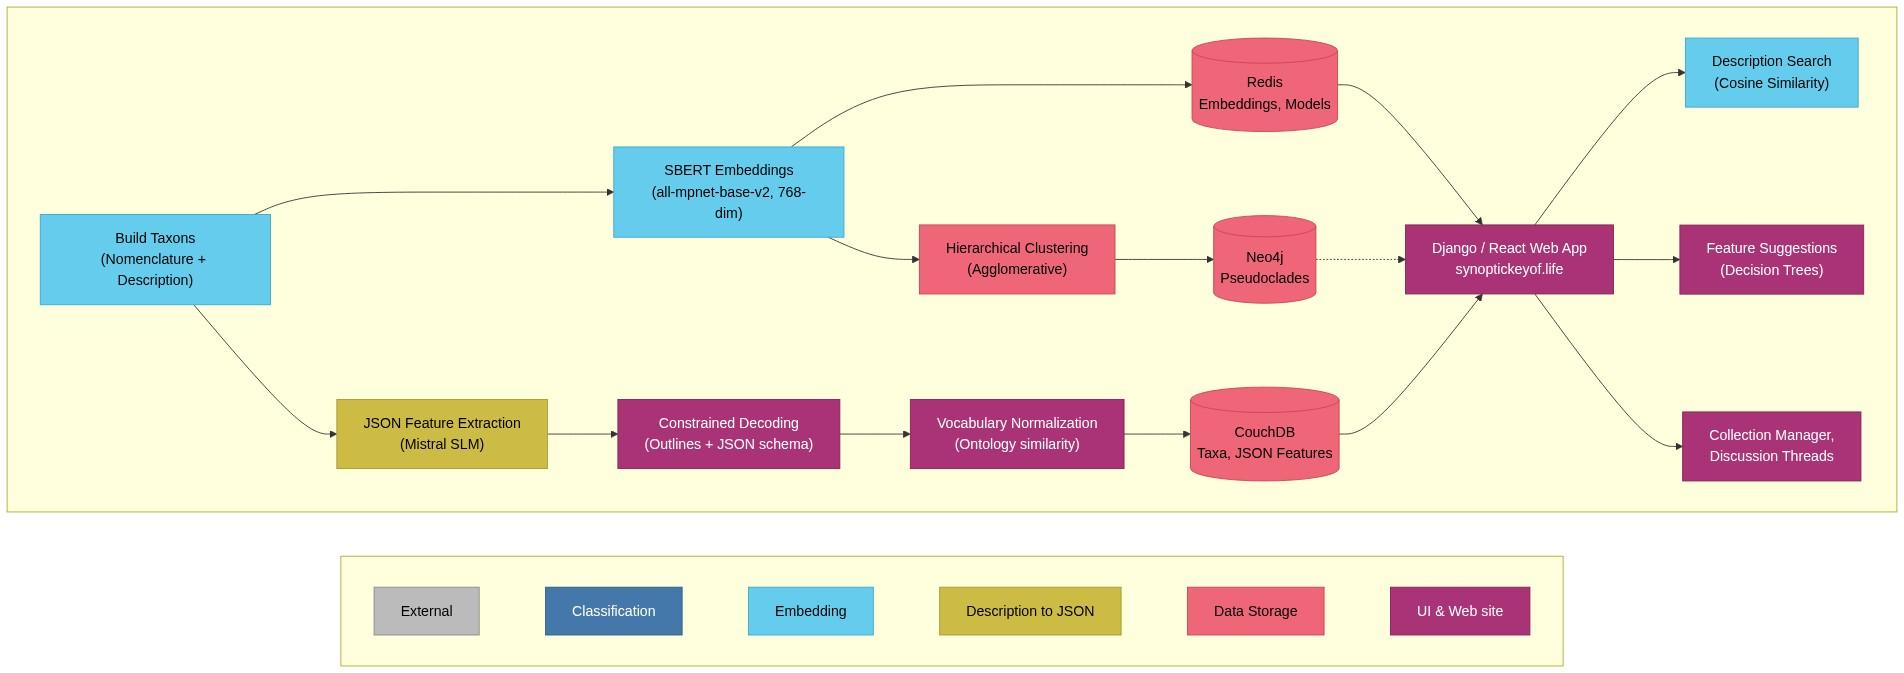 Build Taxons
(Nomenclature +
Description)
SBERT Embeddings
(all-mpnet-base-v2, 768-
dim)
JSON Feature Extraction
(Mistral SLM)
Constrained Decoding
(Outlines + JSON schema)
Hierarchical Clustering
(Agglomerative)
Vocabulary Normalization
(Ontology similarity)
Redis
Embeddings, Models
Neo4j
Pseudoclades
CouchDB
Taxa, JSON Features
Django / React Web App
synoptickeyof.life
Description Search
(Cosine Similarity)
Feature Suggestions
(Decision Trees)
Collection Manager,
Discussion Threads
External
Classification
Embedding
Description to JSON
Data Storage
UI & Web site